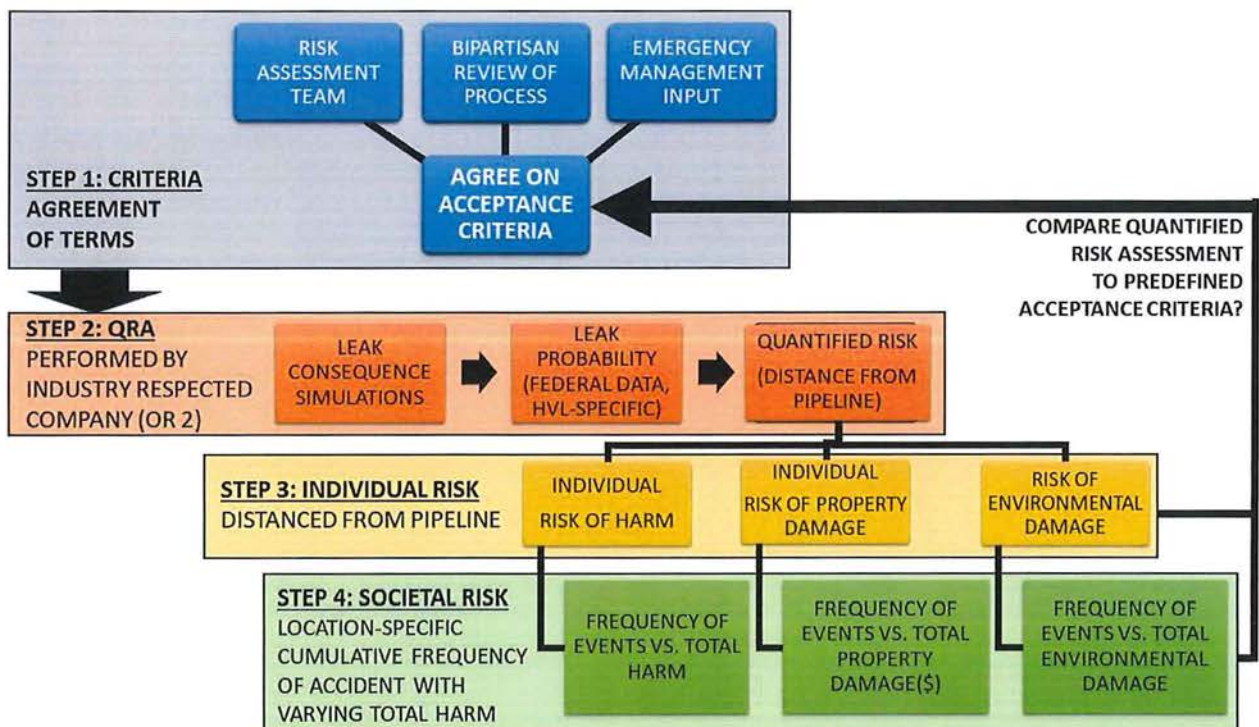 RISK
ASSESSMENT
TEAM
BIPARTISAN
REVIEW OF
PROCESS
EMERGENCY
MANAGEMENT
INPUT
STEP 1: CRITERIA
AGREEMENT
OF TERMS
AGREE ON
ACCEPTANCE
CRITERIA
COMPARE QUANTIFIED
RISK ASSESSMENT
TO PREDEFINED
ACCEPTANCE CRITERIA?
STEP 2: QRA
PERFORMED BY
INDUSTRY RESPECTED
COMPANY (OR 2)
LEAK
CONSEQUENCE
SIMULATIONS
LEAK
PROBABILITY
(FEDERAL DATA,
HVL-SPECIFIC)
QUANTIFIED RISK
(DISTANCE FROM
PIPELINE)
STEP 3: INDIVIDUAL RISK
DISTANCED FROM PIPELINE
INDIVIDUAL
RISK OF HARM
INDIVIDUAL
RISK OF PROPERTY
DAMAGE
RISK OF
ENVIRONMENTAL
DAMAGE
STEP 4: SOCIETAL RISK
LOCATION-SPECIFIC
CUMULATIVE FREQUENCY
OF ACCIDENT WITH
VARYING TOTAL HARM
FREQUENCY OF
EVENTS VS. TOTAL
HARM
FREQUENCY OF
EVENTS VS. TOTAL
PROPERTY
DAMAGE($)
FREQUENCY OF
EVENTS VS. TOTAL
ENVIRONMENTAL
DAMAGE